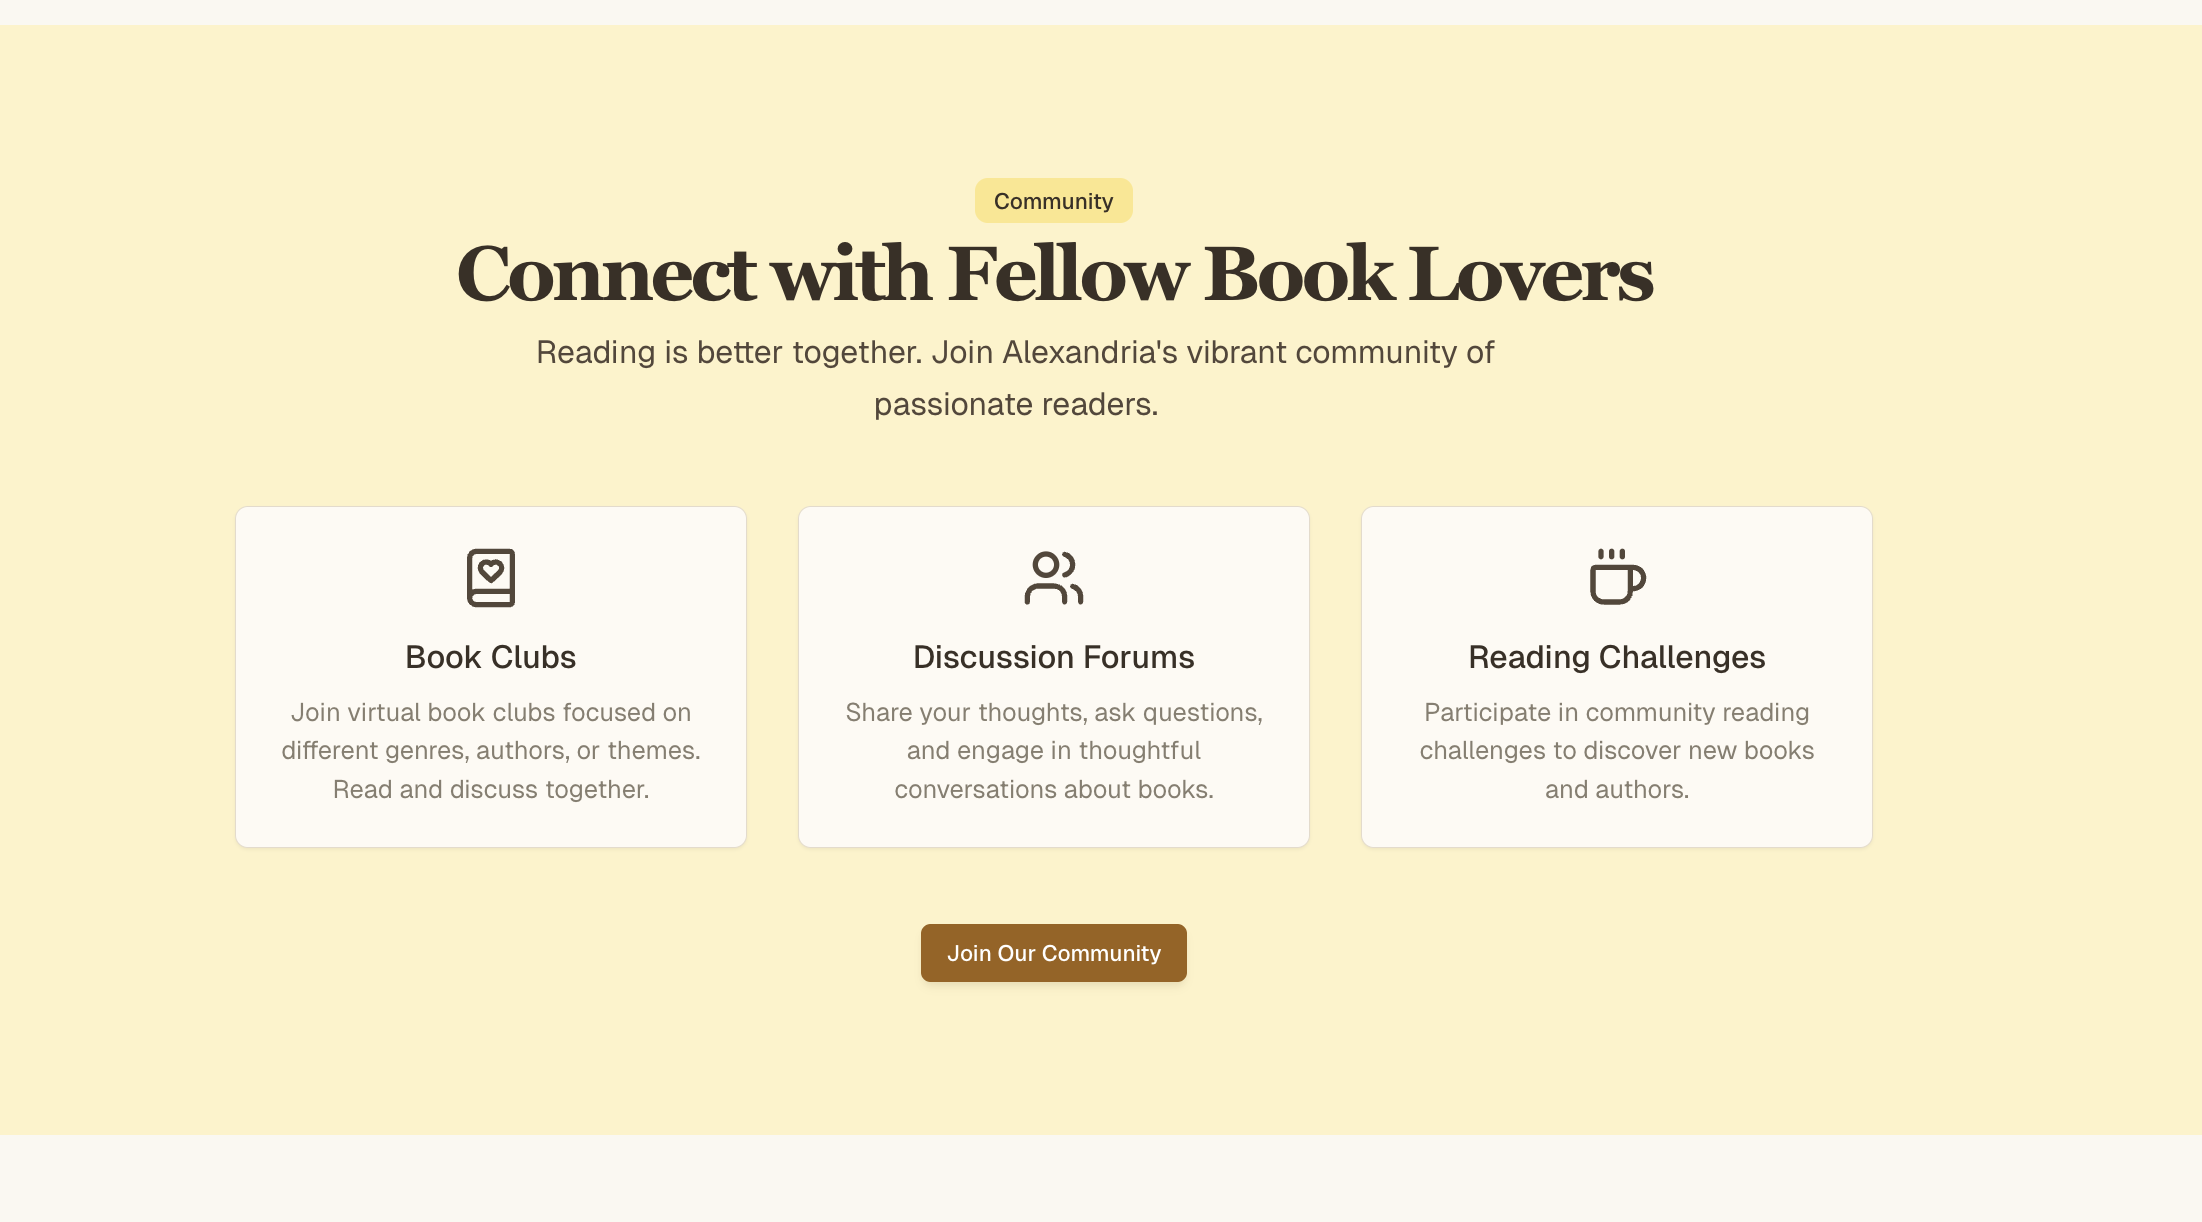 Community
Connect with Fellow Book Lovers
Reading is better together. Join Alexandria's vibrant community of
passionate readers.
Book Clubs
Join virtual book clubs focused on
different genres, authors, or themes.
Read and discuss together.
Discussion Forums
Share your thoughts, ask questions,
and engage in thoughtful
conversations about books.
Reading Challenges
Participate in community reading
challenges to discover new books
and authors.
Join Our Community